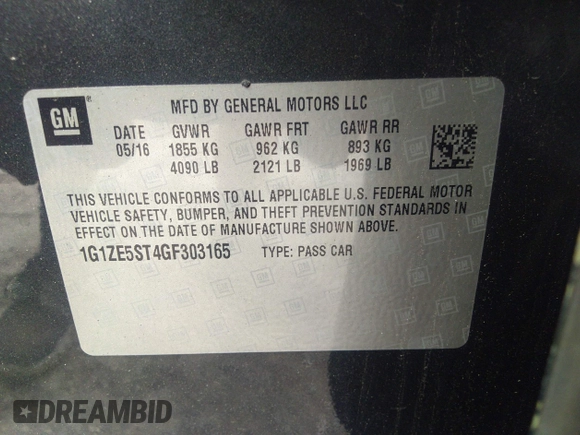 GM
MFD BY GENERAL MOTORS LLC
DATE GVWR GAWR FRT GAWR RR
05/16 1855 KG 962 KG 893 KG
4090 LB 2121 LB 1969 LB
THIS VEHICLE CONFORMS TO ALL APPLICABLE U.S. FEDERAL MOTOR
VEHICLE SAFETY, BUMPER, AND THEFT PREVENTION STANDARDS IN
EFFECT ON THE DATE OF MANUFACTURE SHOWN ABOVE.
1G1ZE5ST4GF303165 TYPE: PASS CAR
DREAMBID